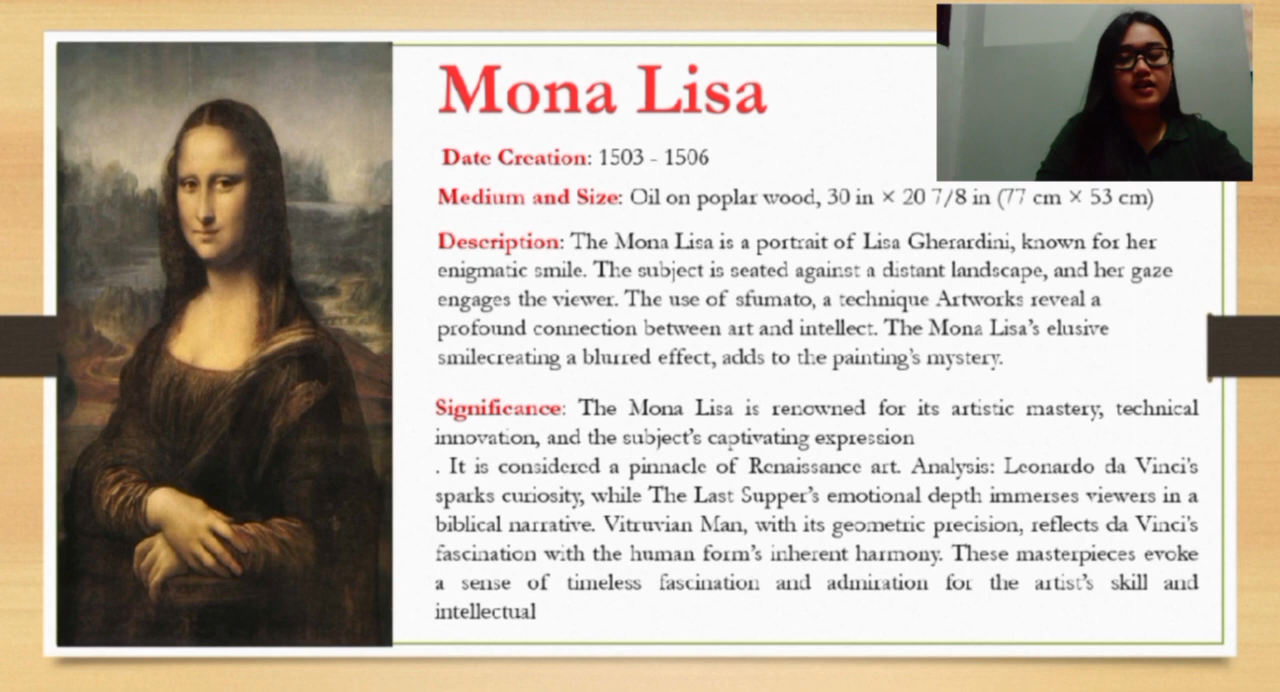 Mona Lisa
Date Creation: 1503 - 1506
Medium and Size: Oil on poplar wood, 30 in × 20 7/8 in (77 cm × 53 cm)
Description: The Mona Lisa is a portrait of Lisa Gherardini, known for her
enigmatic smile. The subject is seated against a distant landscape, and her gaze
engages the viewer. The use of sfumato, a technique Artworks reveal a
profound connection between art and intellect. The Mona Lisa's elusive
smilecreating a blurred effect, adds to the painting's mystery.
Significance: The Mona Lisa is renowned for its artistic mastery, technical
innovation, and the subject's captivating expression
. It is considered a pinnacle of Renaissance art. Analysis: Leonardo da Vinci's
sparks curiosity, while The Last Supper's emotional depth immerses viewers in a
biblical narrative. Vitruvian Man, with its geometric precision, reflects da Vinci's
fascination with the human form's inherent harmony. These masterpieces evoke
a sense of timeless fascination and admiration for the artist's skill and
intellectual